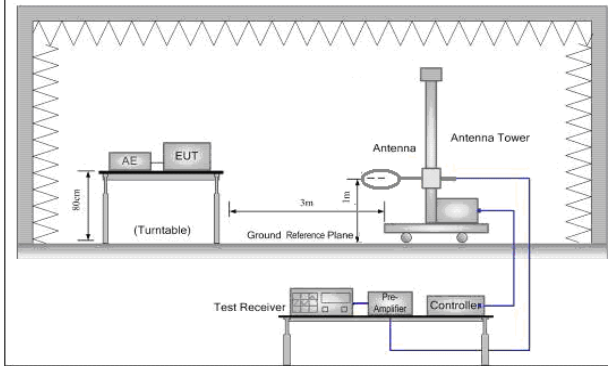 Antenna
Antenna Tower
AE
EUT
80cm
1m
3m
(Turntable)
Ground Reference Plane
Test Receiver
Pre-
Amplifier
Controller